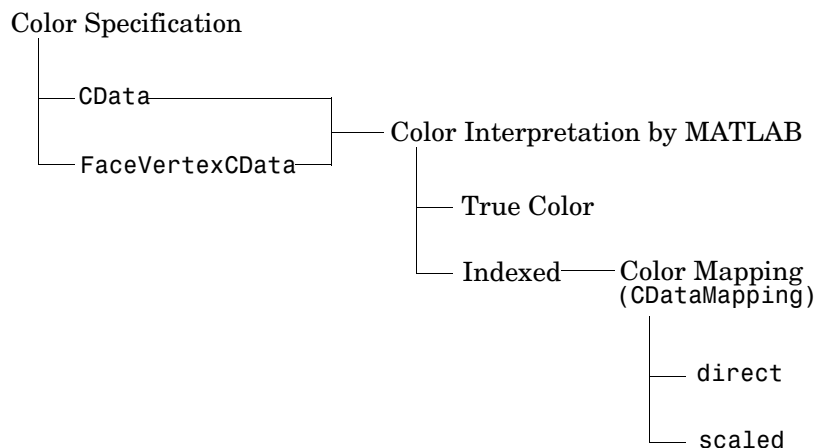 Color Specification
CData
FaceVertexCData
Color Interpretation by MATLAB
True Color
Indexed
Color Mapping
(CDataMapping)
direct
scaled